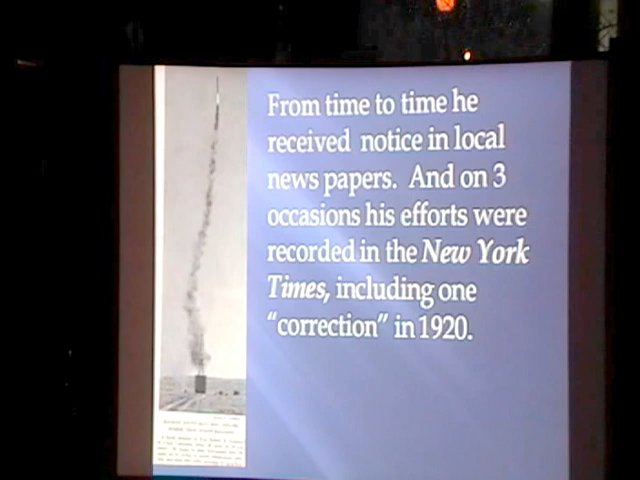 From time to time he
received notice in local
news papers. And on 3
occasions his efforts were
recorded in the New York
Times, including one
“correction” in 1920.